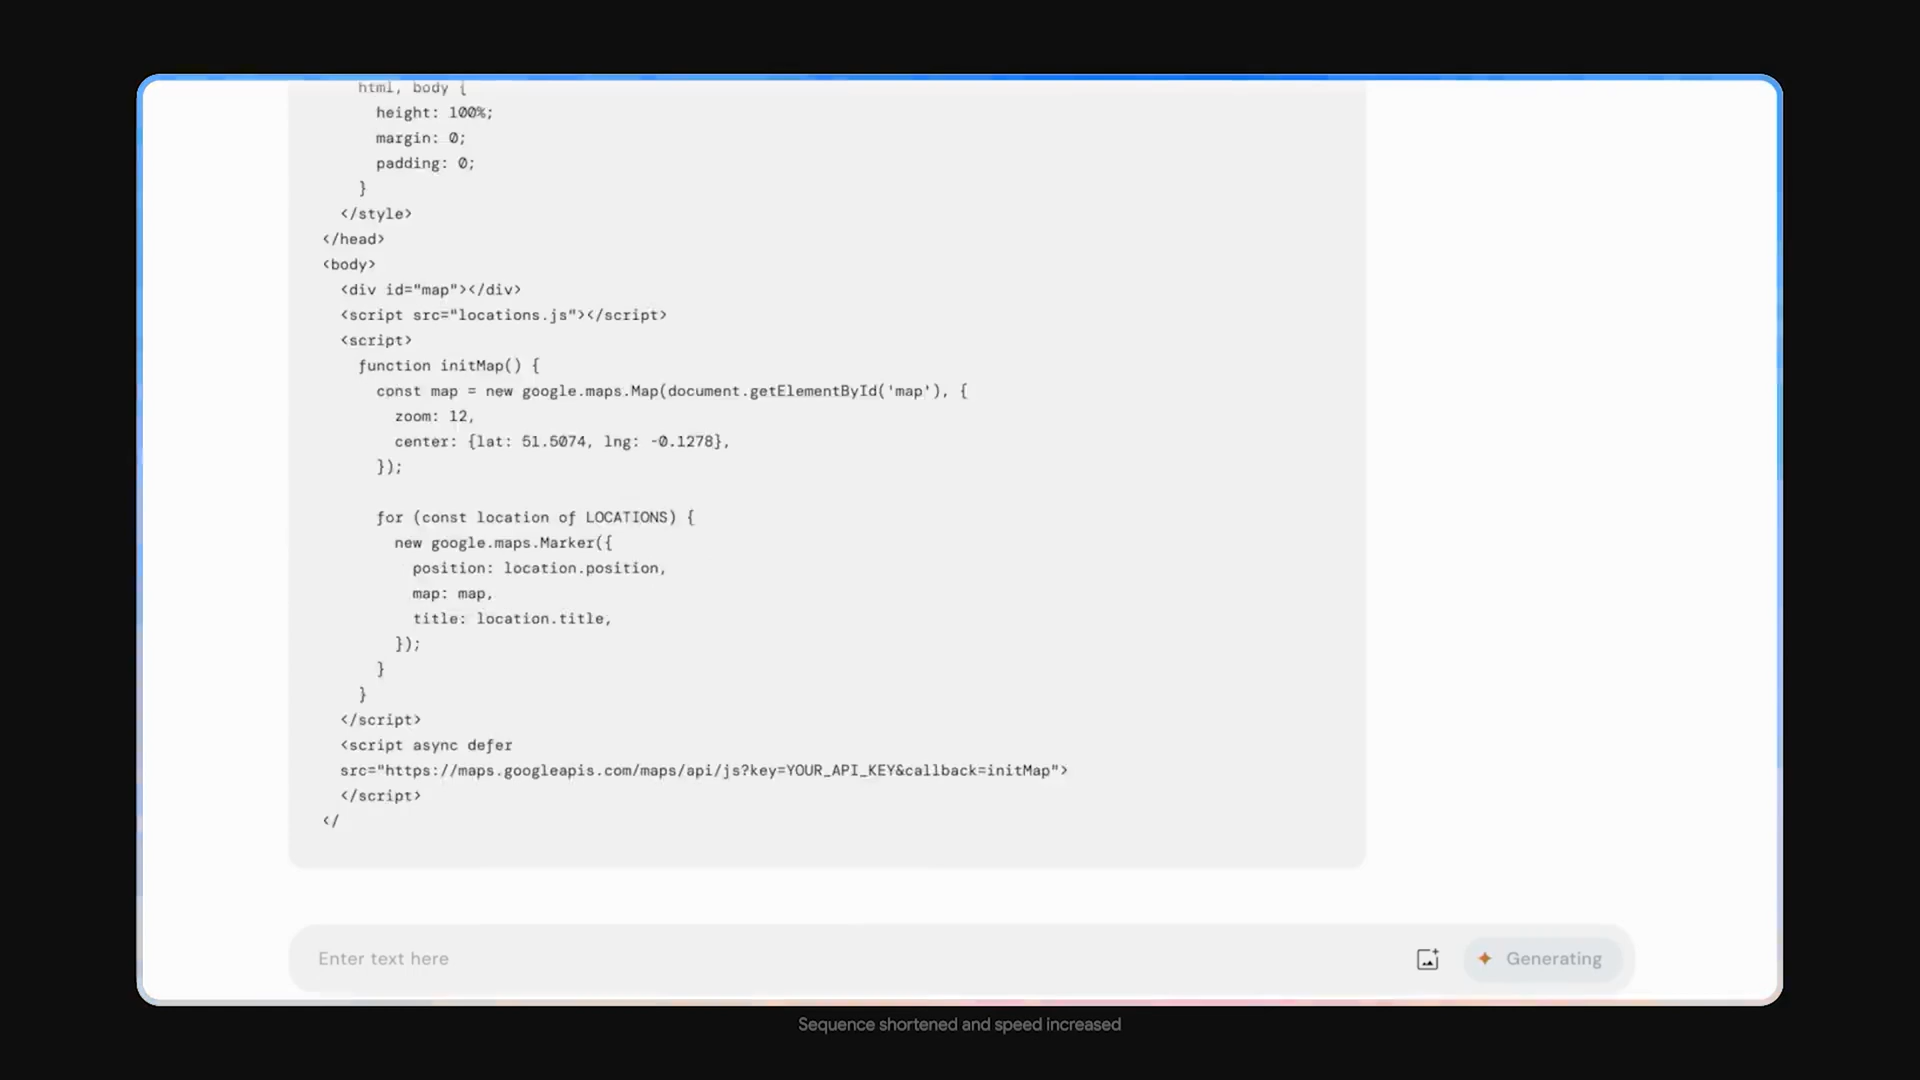 html, body {
height: 100%;
margin: 0;
padding: 0;
}
</style>
</head>
<body>
<div id="map"></div>
<script src="locations.js"></script>
<script>
function initMap() {
const map = new google.maps.Map(document.getElementById('map'), {
zoom: 12,
center: {lat: 51.5074, lng: -0.1278},
});
for (const location of LOCATIONS) {
new google.maps.Marker({
position: location.position,
map: map,
title: location.title,
});
}
}
</script>
<script async defer
src="https://maps.googleapis.com/maps/api/js?key=YOUR_API_KEY&callback=initMap">
</script>
</
Enter text here
Generating
Sequence shortened and speed increased